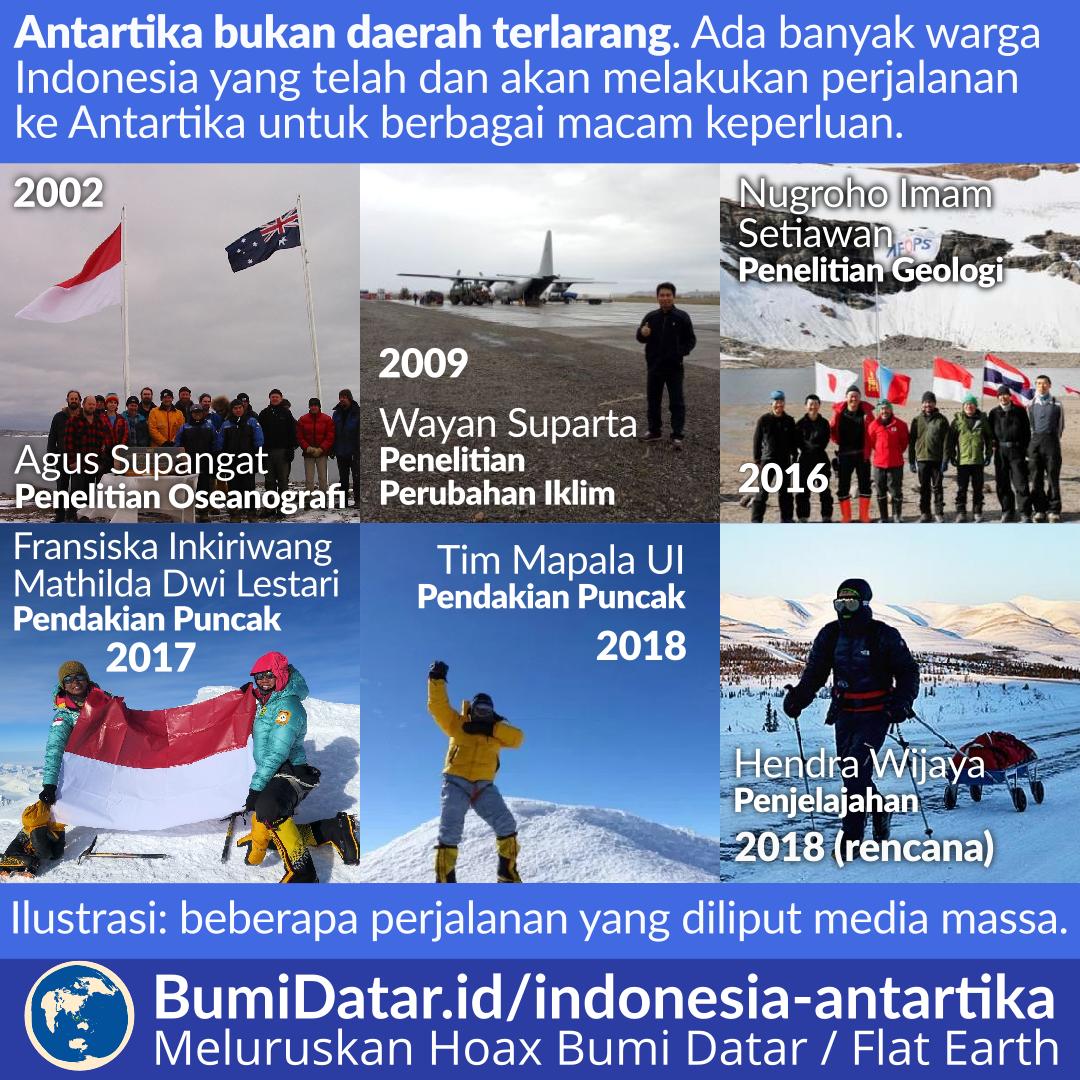 Antartika bukan daerah terlarang. Ada banyak warga
Indonesia yang telah dan akan melakukan perjalanan
ke Antartika untuk berbagai macam keperluan.
2002
Agus Supangat
Penelitian Oseanografi
2009
Wayan Suparta
Penelitian
Perubahan Iklim
Nugroho Imam
Setiawan
Penelitian Geologi
AFOPS
2016
Fransiska Inkiriwang
Mathilda Dwi Lestari
Pendakian Puncak
2017
Tim Mapala UI
Pendakian Puncak
2018
Hendra Wijaya
Penjelajahan
2018 (rencana)
Ilustrasi: beberapa perjalanan yang diliput media massa.
BumiDatar.id/indonesia-antartika
Meluruskan Hoax Bumi Datar / Flat Earth